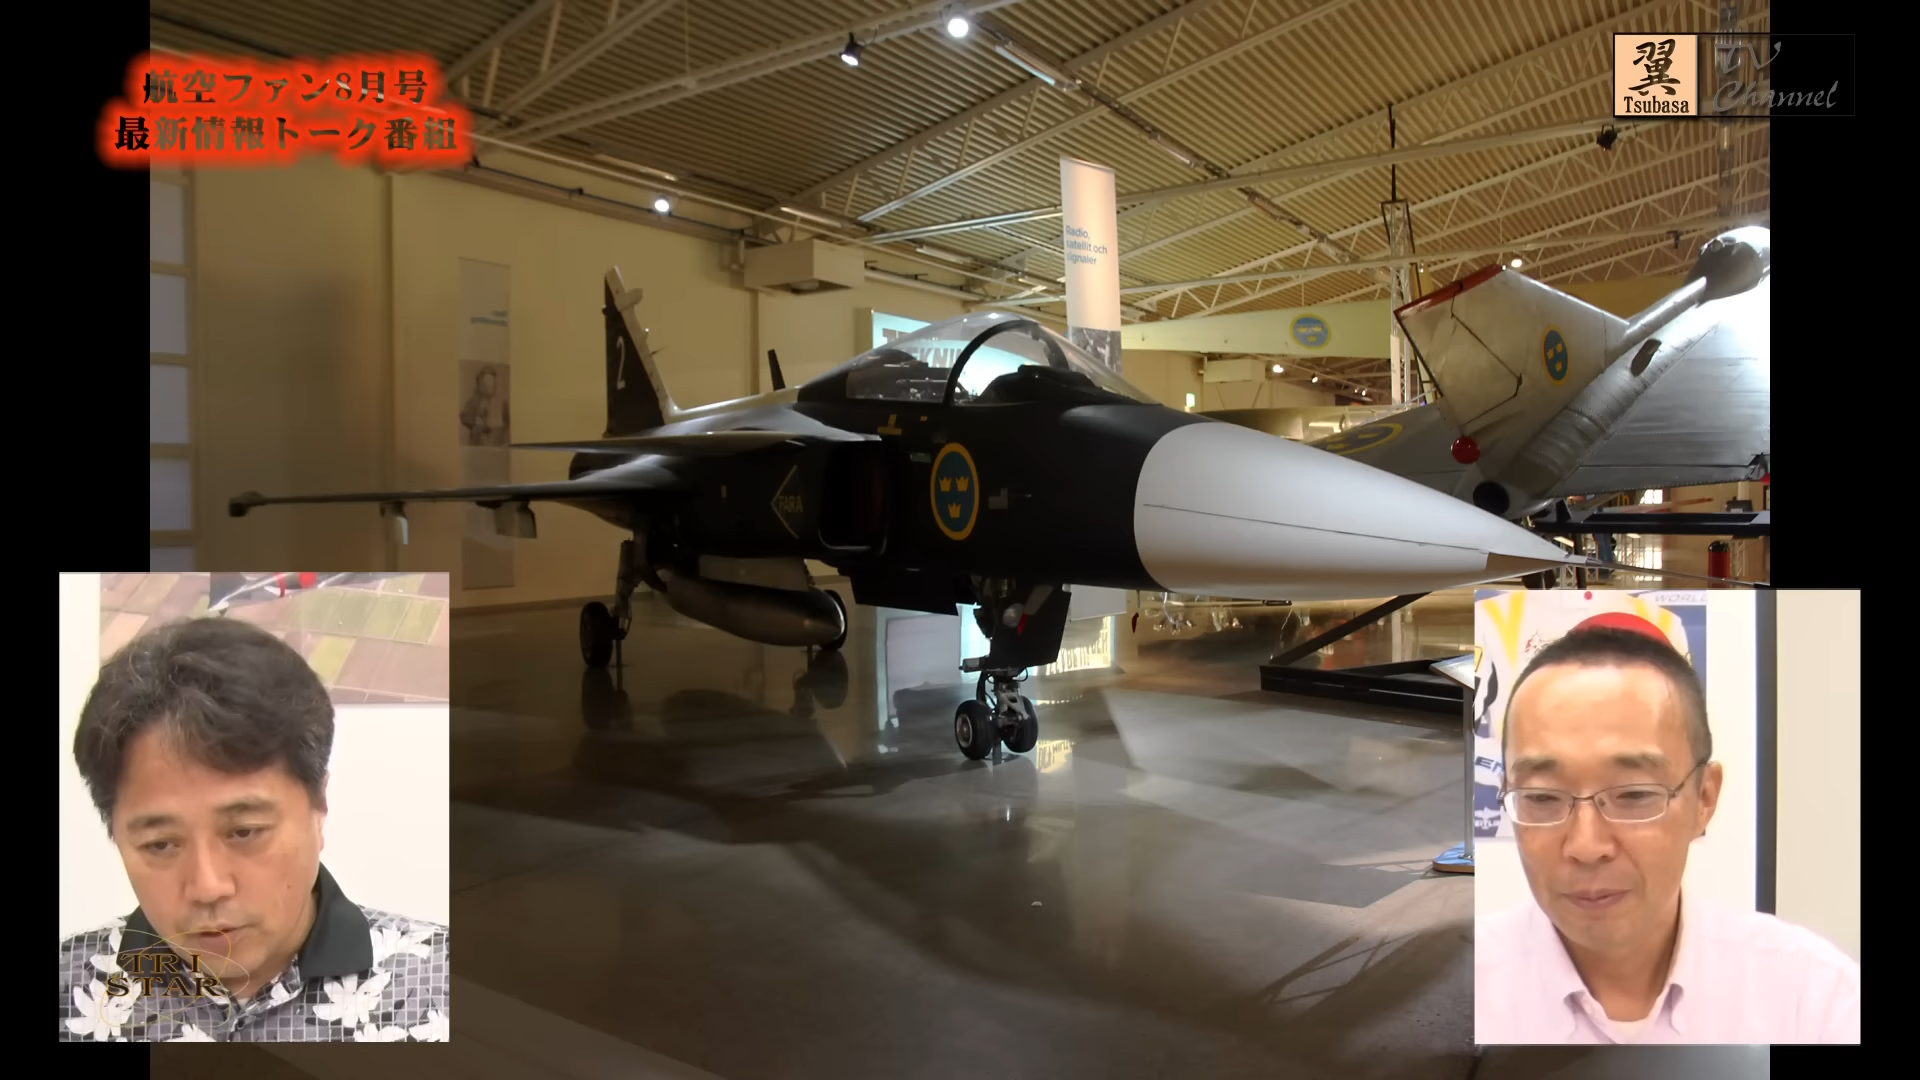 航空ファン8月号
最新情報トーク番組
翼
Tsubasa
TV
Channel
Radio,
satellit och
signaler
2
FARA
WORLD
TRI
STAR